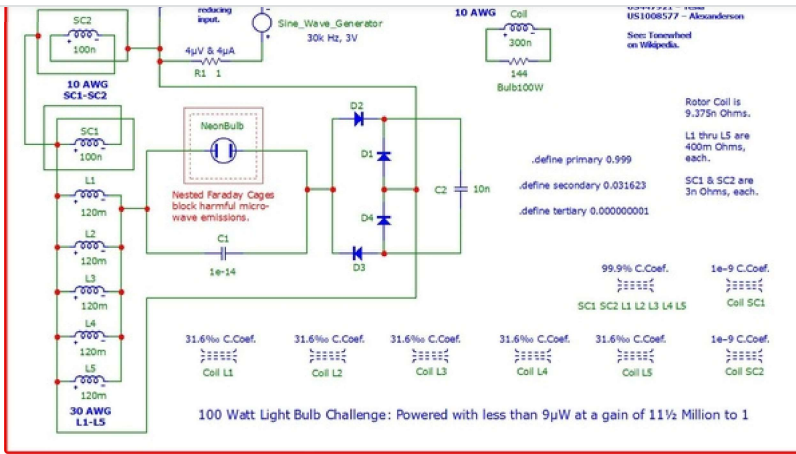 reducing
input.
SC2
100n
Sine_Wave_Generator
30k Hz, 3V
4µV & 4µA
R1 1
10 AWG
Coil
300n
144
Bulb100W
US1008577 – Alexanderson
See: Tonewheel
on Wikipedia.
10 AWG
SC1-SC2
SC1
100n
NeonBulb
Nested Faraday Cages
block harmful micro-
wave emissions.
D2
D1
D4
D3
C2
10n
C1
1e-14
L1
120m
L2
120m
L3
120m
L4
120m
L5
120m
30 AWG
L1-L5
Rotor Coil is
9.375n Ohms.
L1 thru L5 are
400m Ohms,
each.
SC1 & SC2 are
3n Ohms, each.
.define primary 0.999
.define secondary 0.031623
.define tertiary 0.000000001
99.9% C.Coef.
SC1 SC2 L1 L2 L3 L4 L5
1e-9 C.Coef.
Coil SC1
31.6‰ C.Coef.
Coil L1
31.6‰ C.Coef.
Coil L2
31.6‰ C.Coef.
Coil L3
31.6‰ C.Coef.
Coil L4
31.6‰ C.Coef.
Coil L5
1e-9 C.Coef.
Coil SC2
100 Watt Light Bulb Challenge: Powered with less than 9µW at a gain of 11½ Million to 1